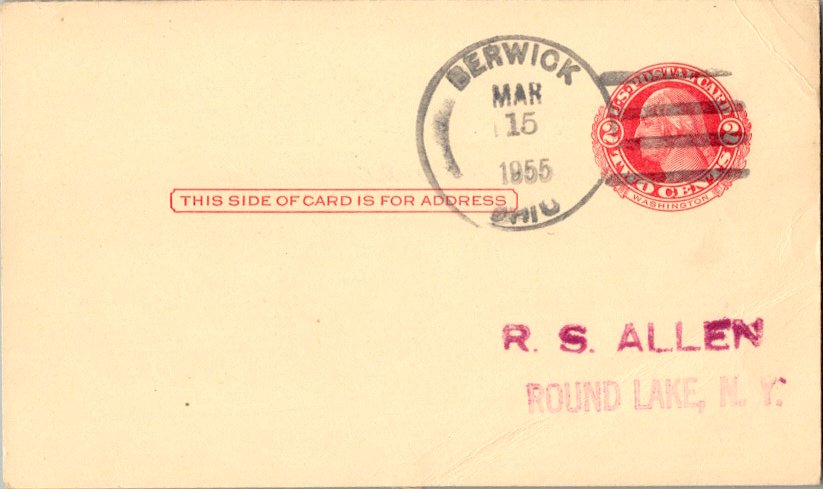 BERWICK
MAR
15
1955
OHIO
U·S·POSTAL CARD
2 2
TWO CENTS
WASHINGTON
THIS SIDE OF CARD IS FOR ADDRESS
R. S. ALLEN
ROUND LAKE, N. Y.